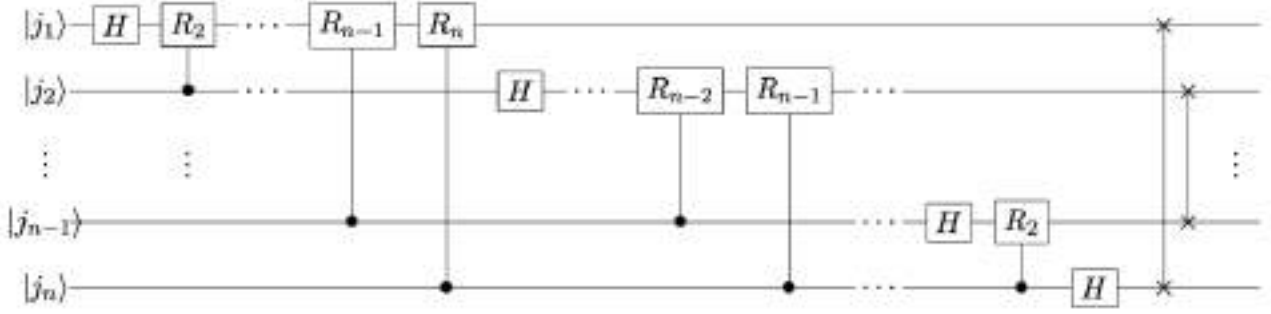 |j₁⟩ H R₂ ⋯ Rₙ₋₁ Rₙ
|j₂⟩ ⋯ H ⋯ Rₙ₋₂ Rₙ₋₁ ⋯
⋮ ⋮ ⋮
|jₙ₋₁⟩ ⋯ H R₂
|jₙ⟩ ⋯ H